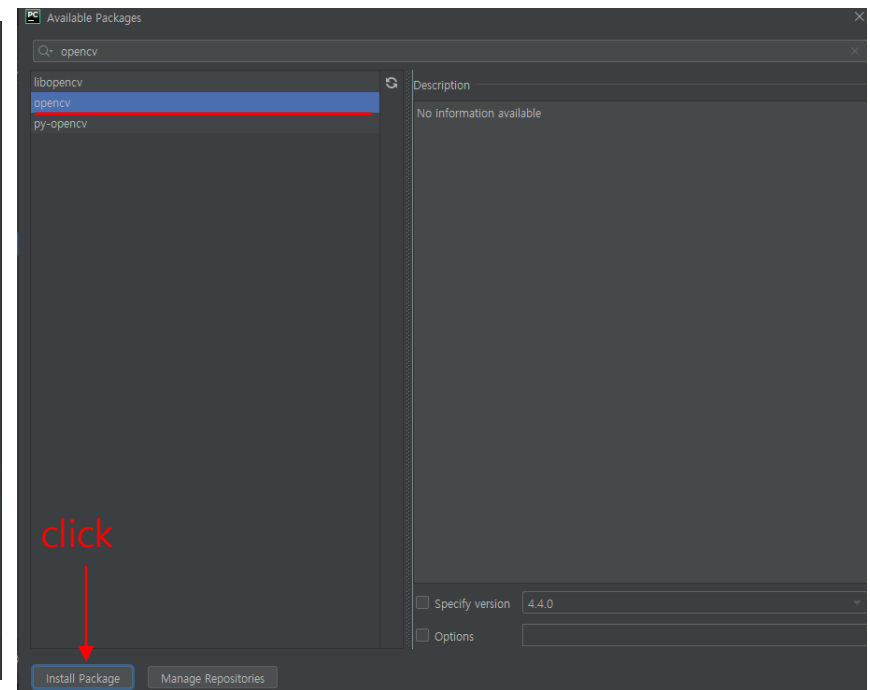 PC Available Packages
opencv
libopencv
opencv
py-opencv
Description
No information available
click
Specify version 4.4.0
Options
Install Package Manage Repositories